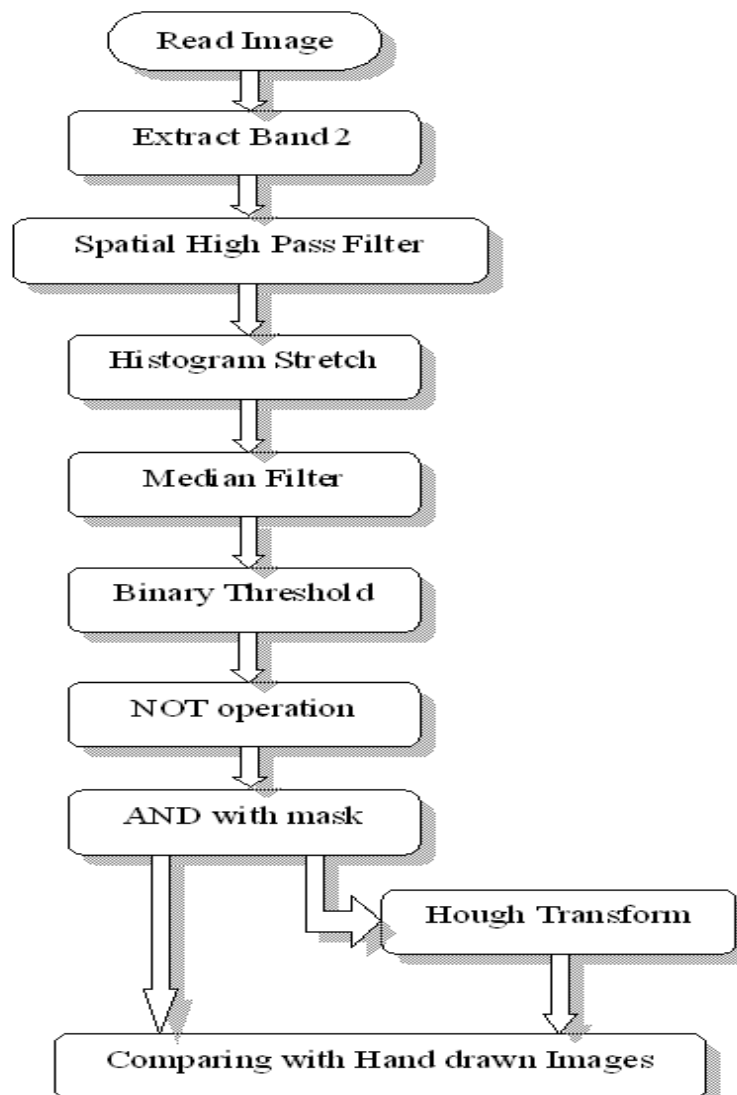 Read Image
Extract Band 2
Spatial High Pass Filter
Histogram Stretch
Median Filter
Binary Threshold
NOT operation
AND with mask
Hough Transform
Comparing with Hand drawn Images